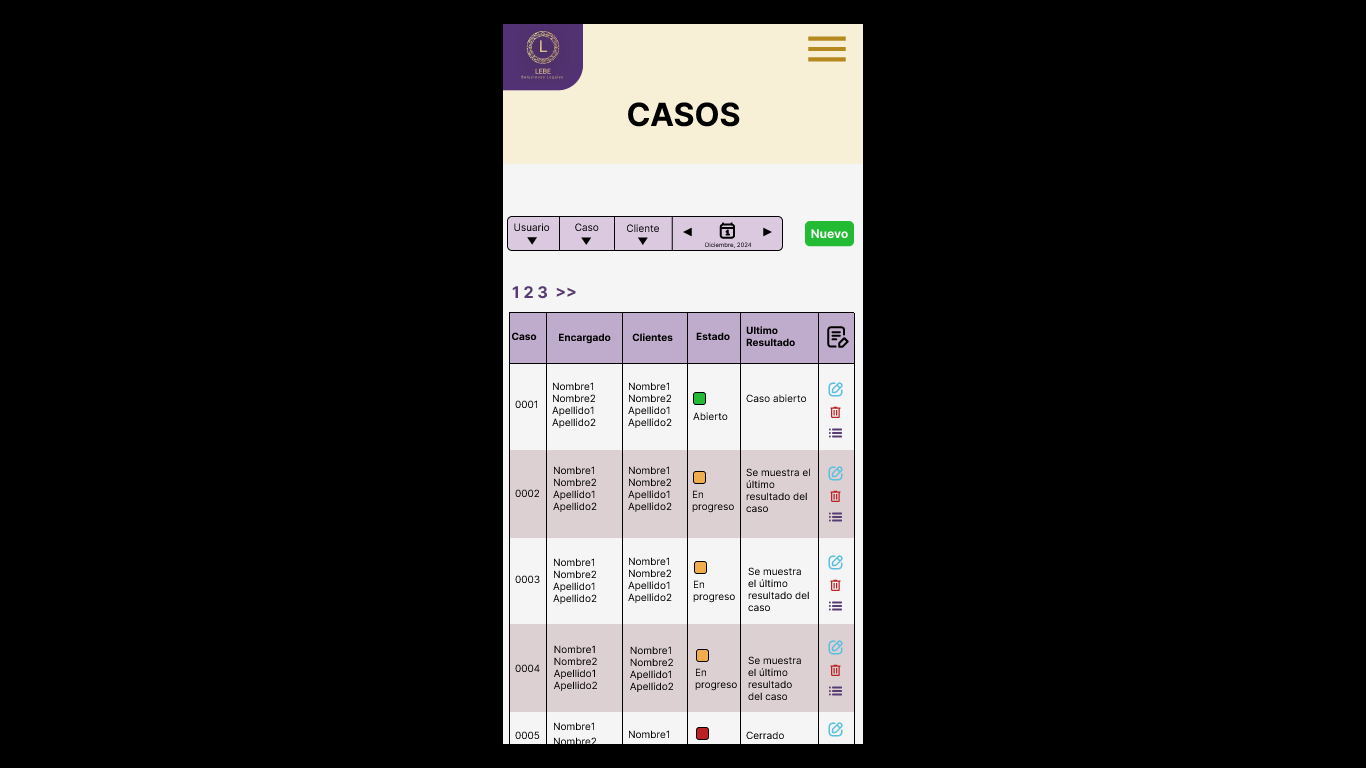 L
LEBE
Soluciones Legales
CASOS
Usuario
Caso
Cliente
Diciembre, 2024
Nuevo
1 2 3 >>
Caso
Encargado
Clientes
Estado
Ultimo
Resultado
0001
Nombre1
Nombre2
Apellido1
Apellido2
Nombre1
Nombre2
Apellido1
Apellido2
Abierto
Caso abierto
0002
Nombre1
Nombre2
Apellido1
Apellido2
Nombre1
Nombre2
Apellido1
Apellido2
En
progreso
Se muestra el
último
resultado del
caso
0003
Nombre1
Nombre2
Apellido1
Apellido2
Nombre1
Nombre2
Apellido1
Apellido2
En
progreso
Se muestra
el último
resultado del
caso
0004
Nombre1
Nombre2
Apellido1
Apellido2
Nombre1
Nombre2
Apellido1
Apellido2
En
progreso
Se muestra
el último
resultado
del caso
0005
Nombre1
Nombre2
Nombre1
Cerrado